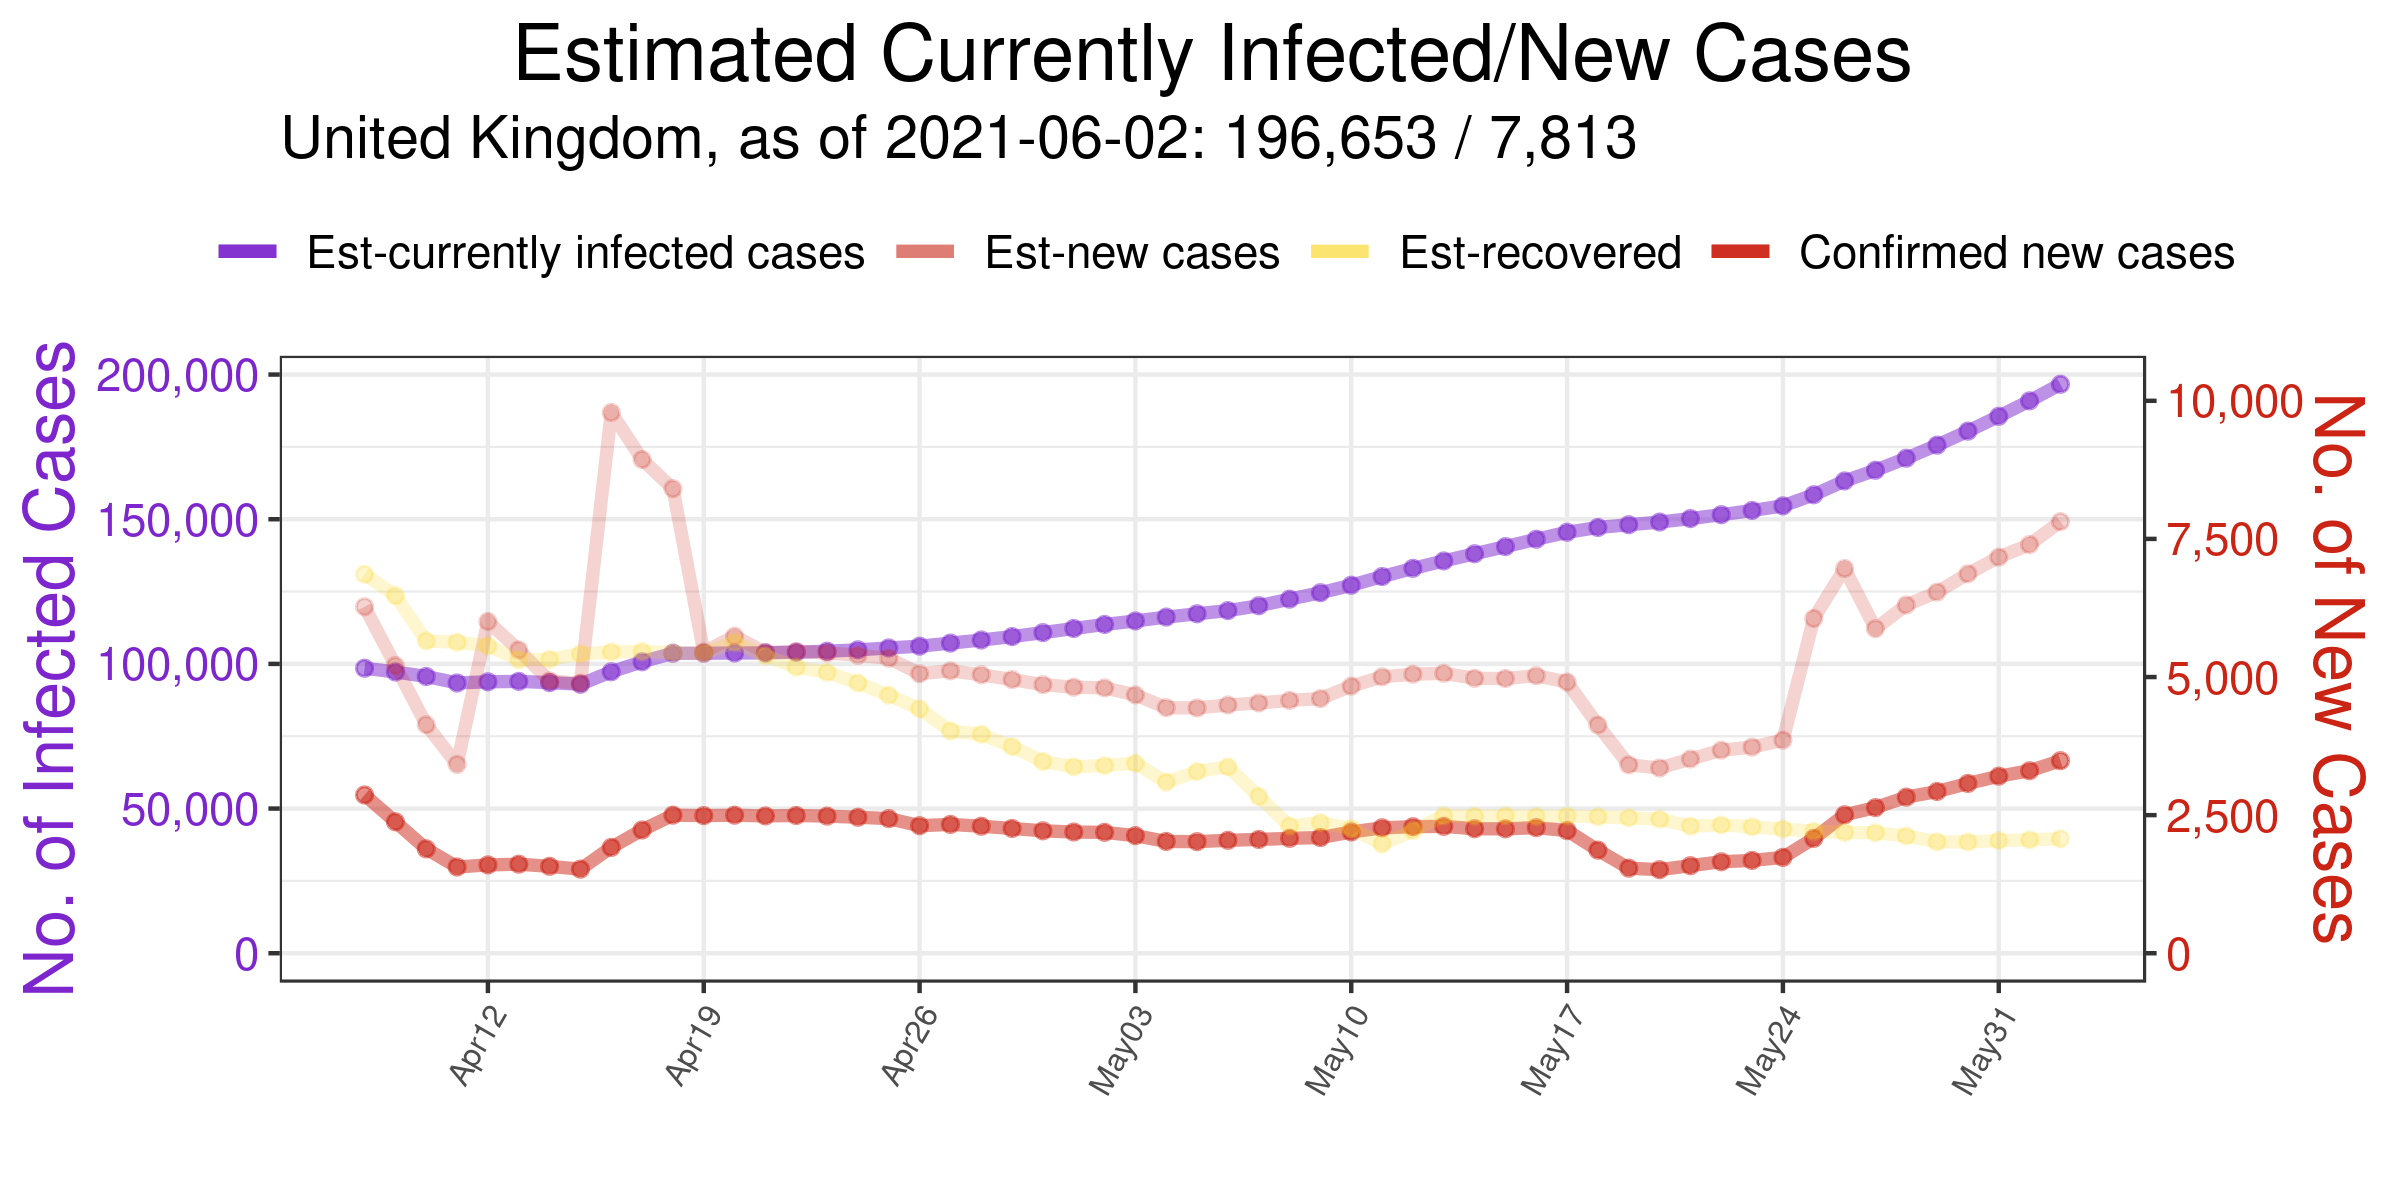 Estimated Currently Infected/New Cases
United Kingdom, as of 2021-06-02: 196,653 / 7,813
Est-currently infected cases Est-new cases Est-recovered Confirmed new cases
No. of Infected Cases
200,000
150,000
100,000
50,000
0
10,000
7,500
5,000
2,500
0
No. of New Cases
Apr12 Apr19 Apr26 May03 May10 May17 May24 May31